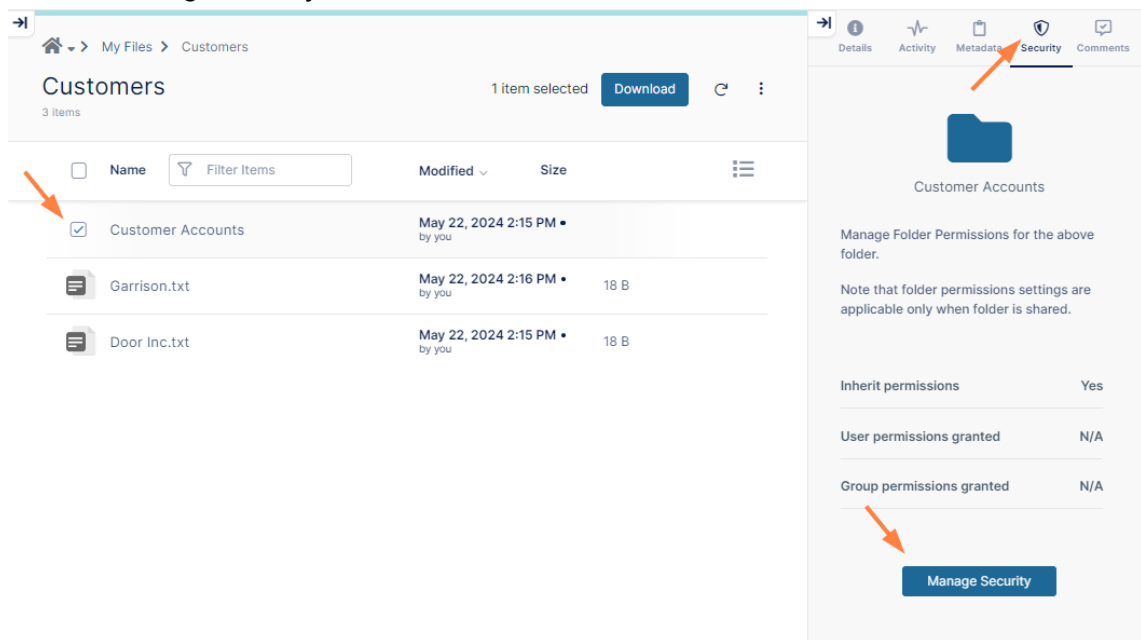 My Files > Customers
Details Activity Metadata Security Comments
Customers
3 items
1 item selected
Download
Name
Filter Items
Modified
Size
Customer Accounts
May 22, 2024 2:15 PM •
by you
Garrison.txt
May 22, 2024 2:16 PM •
by you
18 B
Door Inc.txt
May 22, 2024 2:15 PM •
by you
18 B
Customer Accounts
Manage Folder Permissions for the above
folder.
Note that folder permissions settings are
applicable only when folder is shared.
Inherit permissions Yes
User permissions granted N/A
Group permissions granted N/A
Manage Security